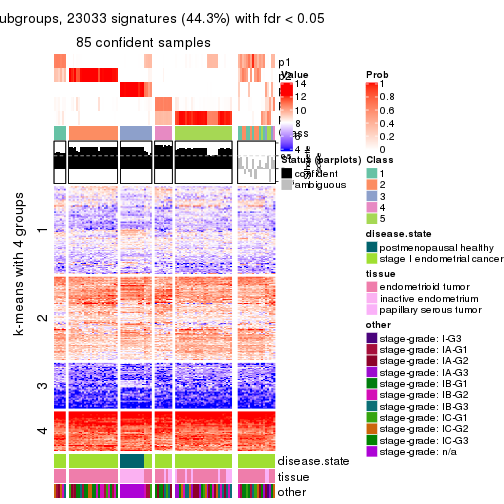 ubgroups, 23033 signatures (44.3%) with fdr < 0.05
85 confident samples
p1
Value
14
12
10
8
6
4
Prob
1
0.8
0.6
0.4
0.2
0
Status (barplots)
confident
ambiguous
Class
1
2
3
4
5
disease.state
postmenopausal healthy
stage I endometrial cancer
tissue
endometrioid tumor
inactive endometrium
papillary serous tumor
other
stage-grade: I-G3
stage-grade: IA-G1
stage-grade: IA-G2
stage-grade: IA-G3
stage-grade: IB-G1
stage-grade: IB-G2
stage-grade: IB-G3
stage-grade: IC-G1
stage-grade: IC-G2
stage-grade: IC-G3
stage-grade: n/a
k-means with 4 groups
1
2
3
4
disease.state
tissue
other